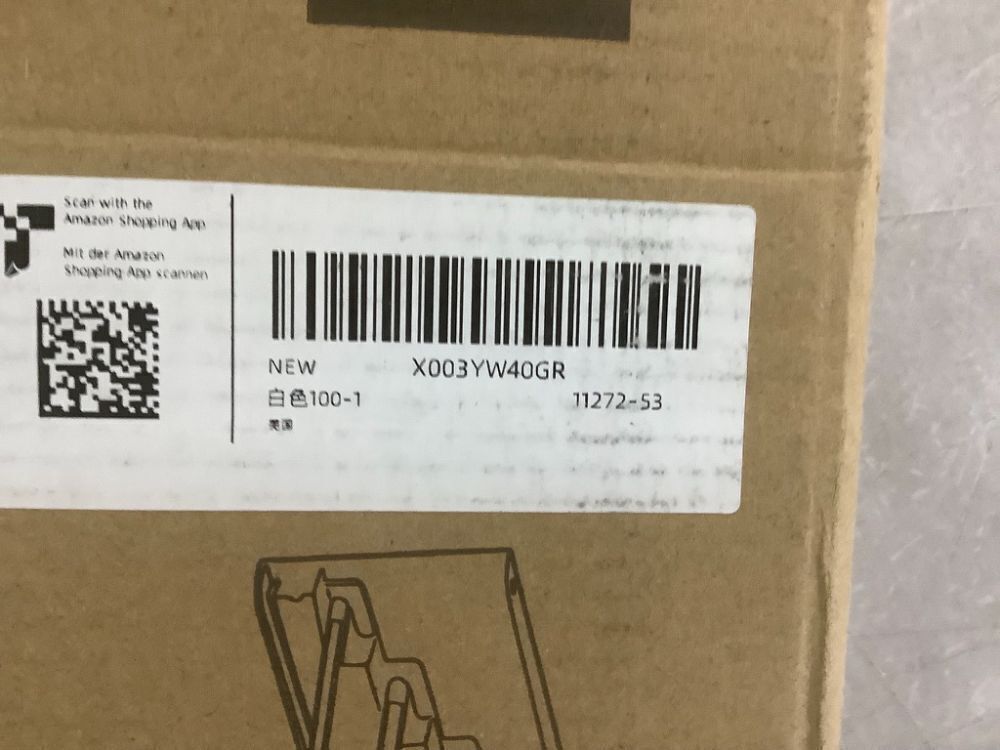 Scan with the
Amazon Shopping App
Mit der Amazon
Shopping App scannen
NEW X003YW40GR
白色100-1 11272-53
美国